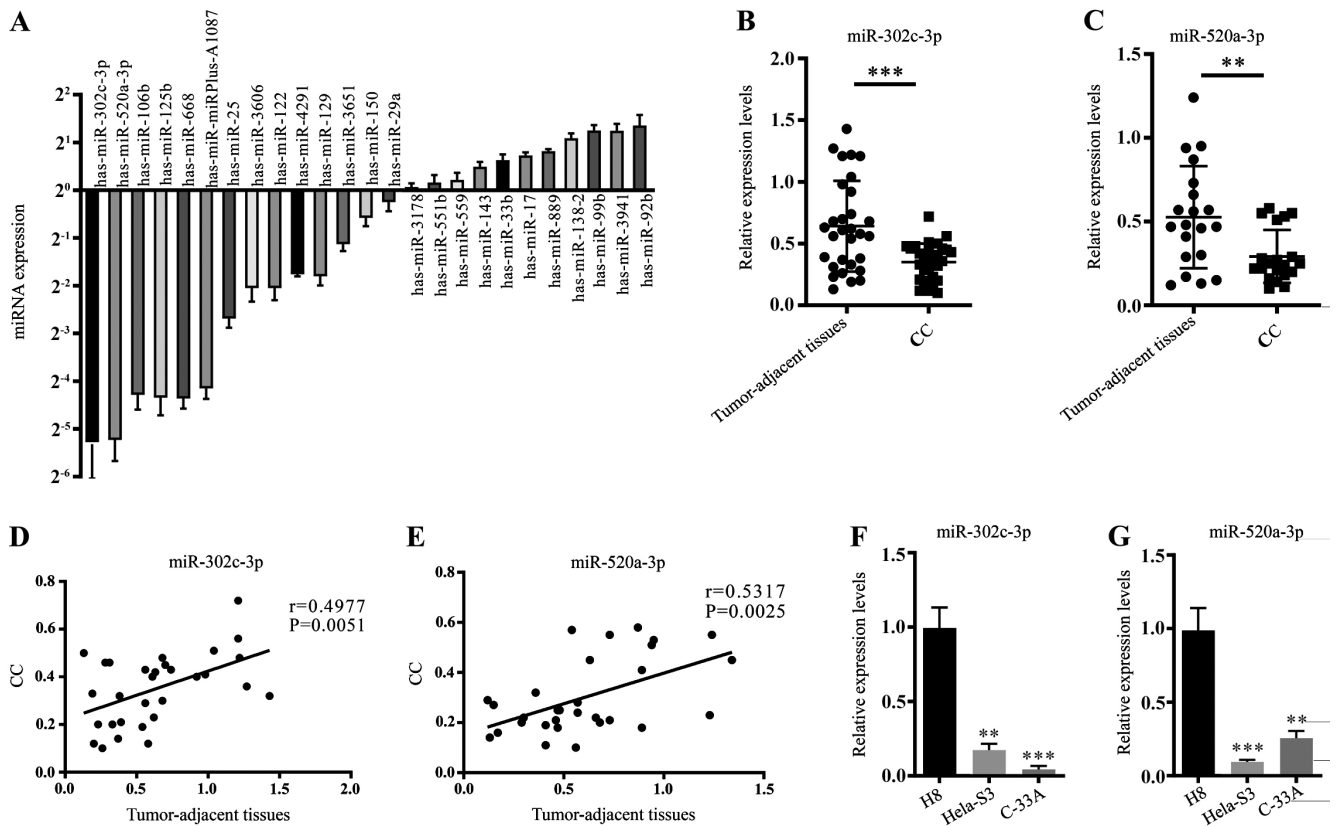 A
miRNA expression
2^2
2^1
2^0
2^-1
2^-2
2^-3
2^-4
2^-5
2^-6
has-miR-302c-3p
has-miR-520a-3p
has-miR-106b
has-miR-125b
has-miR-668
has-miR-miRPlus-A1087
has-miR-25
has-miR-3606
has-miR-122
has-miR-4291
has-miR-129
has-miR-3651
has-miR-150
has-miR-29a
has-miR-3178
has-miR-551b
has-miR-559
has-miR-143
has-miR-33b
has-miR-17
has-miR-889
has-miR-138-2
has-miR-99b
has-miR-3941
has-miR-92b
B
miR-302c-3p
***
Relative expression levels
2.0
1.5
1.0
0.5
0.0
Tumor-adjacent tissues
CC
C
miR-520a-3p
**
Relative expression levels
1.5
1.0
0.5
0.0
Tumor-adjacent tissues
CC
D
miR-302c-3p
r=0.4977
P=0.0051
CC
0.8
0.6
0.4
0.2
0.0
0.0 0.5 1.0 1.5 2.0
Tumor-adjacent tissues
E
miR-520a-3p
r=0.5317
P=0.0025
CC
0.8
0.6
0.4
0.2
0.0
0.0 0.5 1.0 1.5
Tumor-adjacent tissues
F
miR-302c-3p
Relative expression levels
1.5
1.0
0.5
0.0
**
***
H8
Hela-S3
C-33A
G
miR-520a-3p
Relative expression levels
1.5
1.0
0.5
0.0
***
**
H8
Hela-S3
C-33A